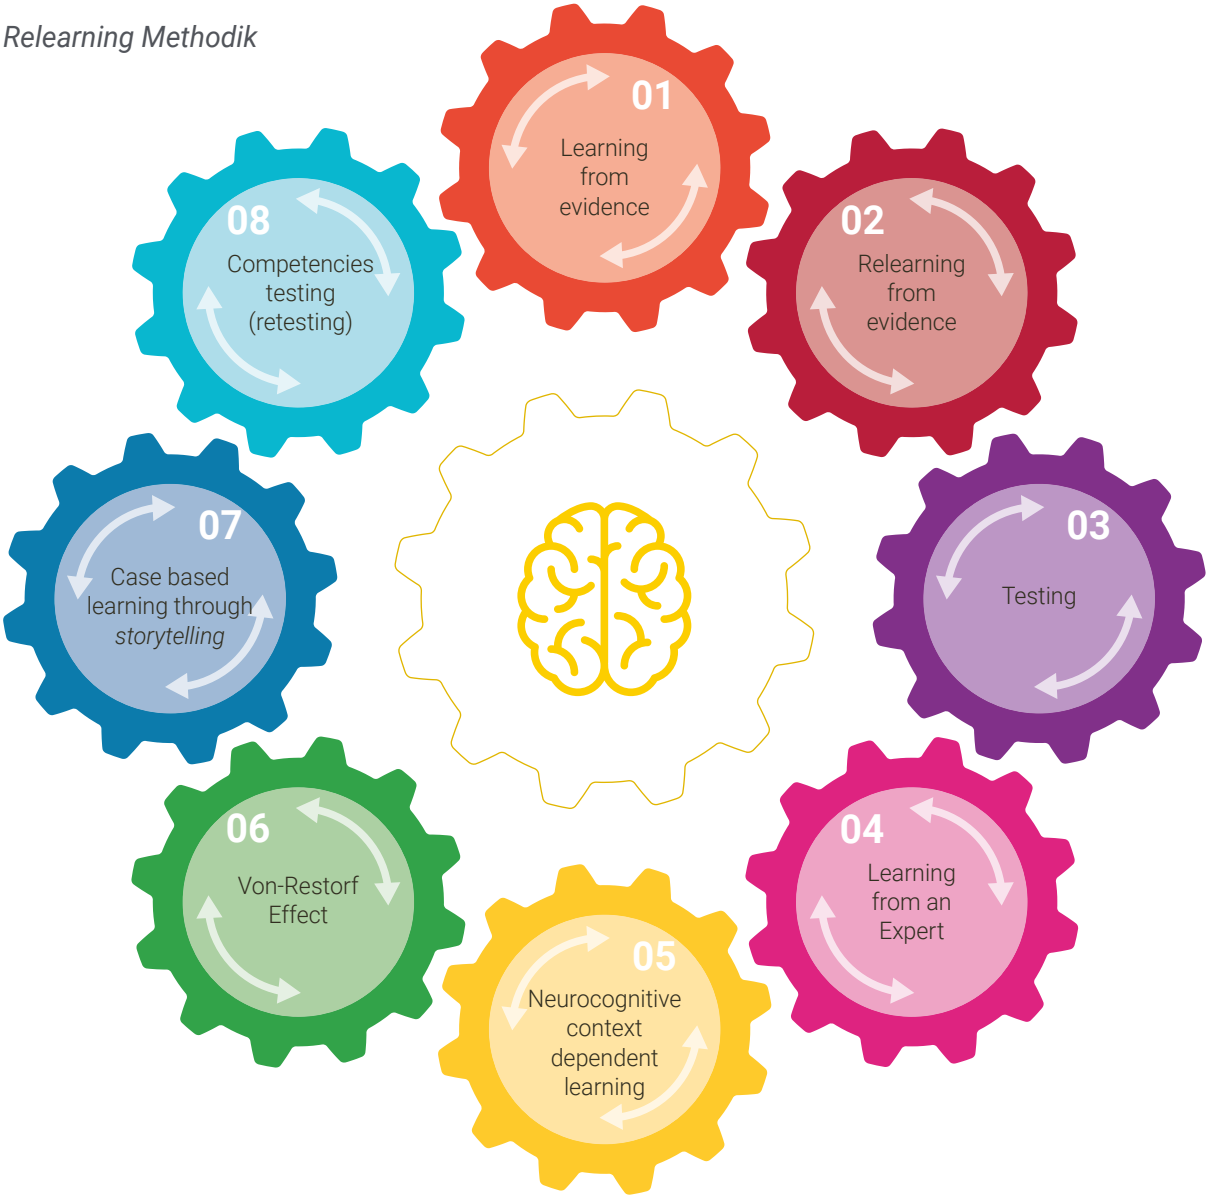 Relearning Methodik
01
Learning
from
evidence
02
Relearning
from
evidence
03
Testing
04
Learning
from an
Expert
05
Neurocognitive
context
dependent
learning
06
Von-Restorf
Effect
07
Case based
learning through
storytelling
08
Competencies
testing
(retesting)